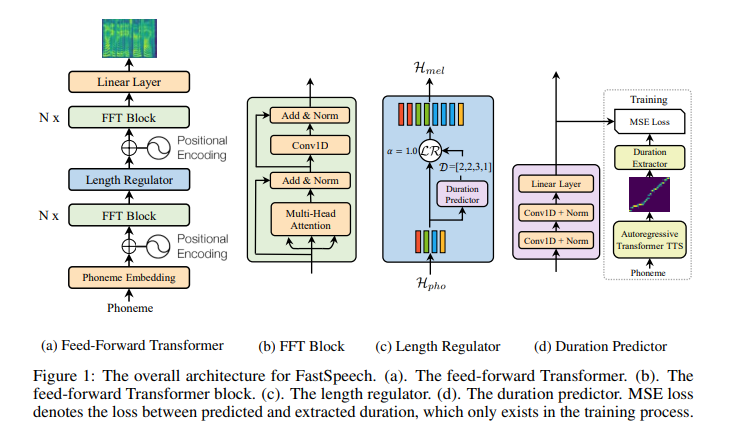 Linear Layer
N x
FFT Block
Positional
Encoding
Length Regulator
N x
FFT Block
Positional
Encoding
Phoneme Embedding
Phoneme
(a) Feed-Forward Transformer
Add & Norm
Conv1D
Add & Norm
Multi-Head
Attention
(b) FFT Block
𝓗mel
α = 1.0
𝓛𝓡
𝓓=[2,2,3,1]
Duration
Predictor
𝓗pho
(c) Length Regulator
Linear Layer
Conv1D + Norm
Conv1D + Norm
Training
MSE Loss
Duration
Extractor
Autoregressive
Transformer TTS
Phoneme
(d) Duration Predictor
Figure 1: The overall architecture for FastSpeech. (a). The feed-forward Transformer. (b). The
feed-forward Transformer block. (c). The length regulator. (d). The duration predictor. MSE loss
denotes the loss between predicted and extracted duration, which only exists in the training process.